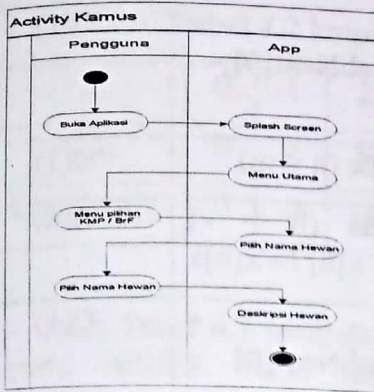 Activity Kamus
Pengguna
App
Buka Aplikasi
Splash Screen
Menu Utama
Menu pilihan
KMP / BrF
Pilih Nama Hewan
Pilih Nama Hewan
Deskripsi Hewan